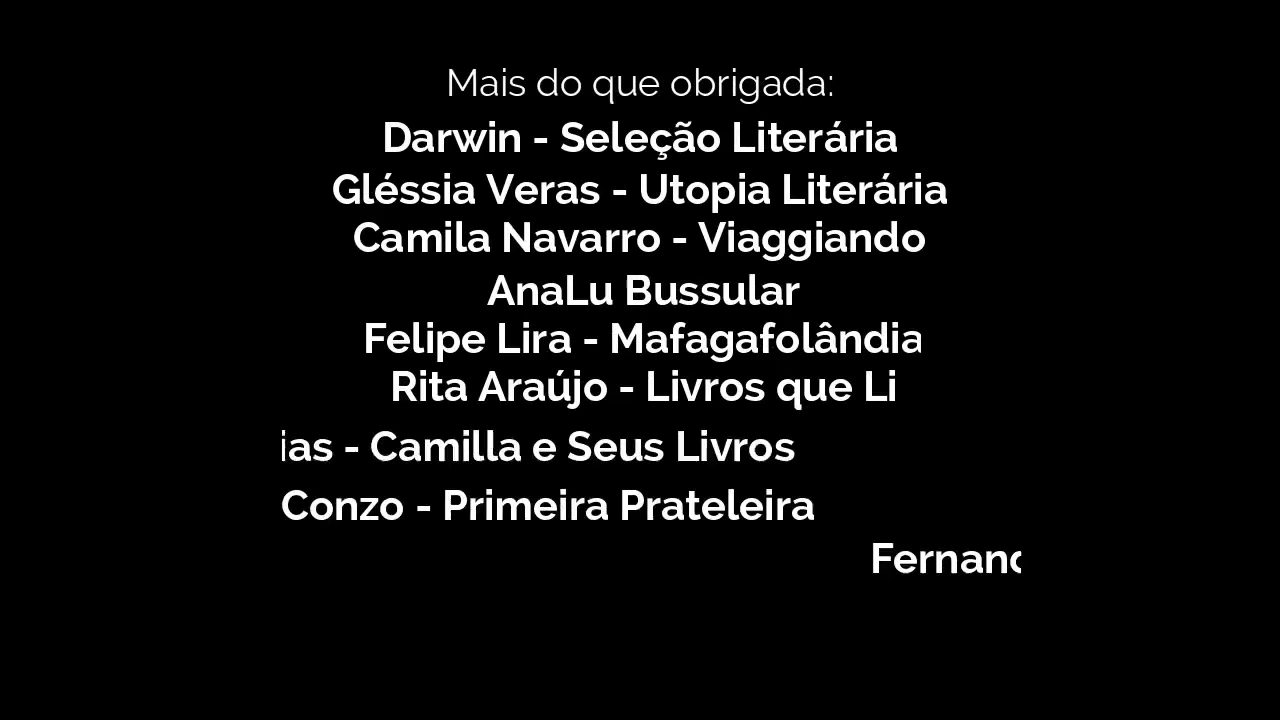 Mais do que obrigada:
Darwin - Seleção Literária
Gléssia Veras - Utopia Literária
Camila Navarro - Viaggiando
AnaLu Bussular
Felipe Lira - Mafagafolândia
Rita Araújo - Livros que Li
ias - Camilla e Seus Livros
Conzo - Primeira Prateleira